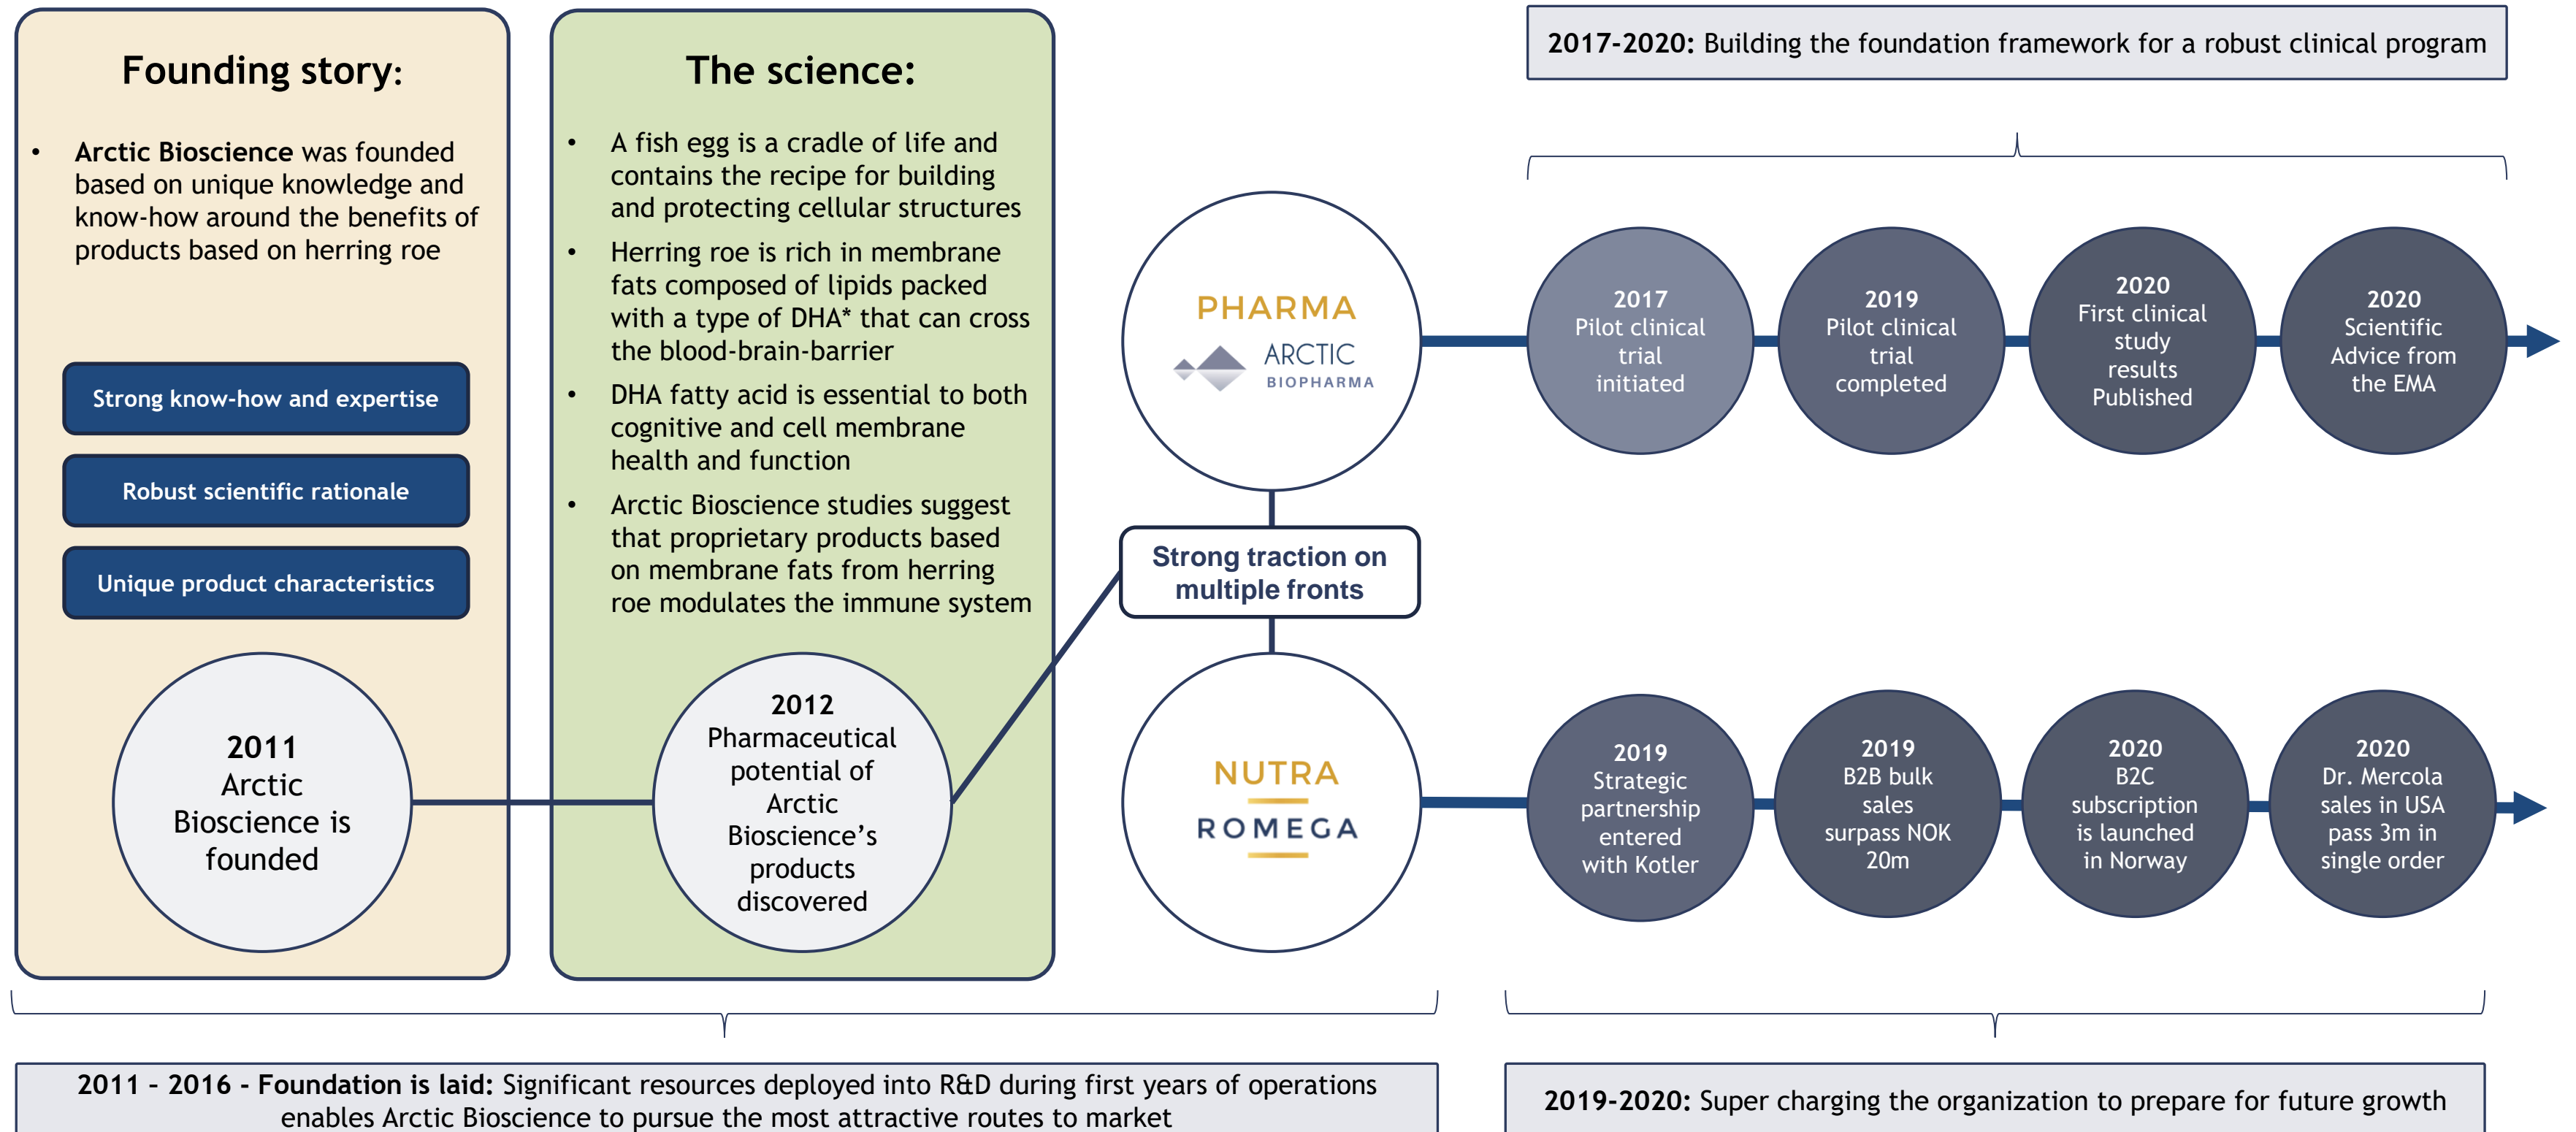 Founding story:
• Arctic Bioscience was founded
based on unique knowledge and
know-how around the benefits of
products based on herring roe
Strong know-how and expertise
Robust scientific rationale
Unique product characteristics
2011
Arctic
Bioscience is
founded
The science:
• A fish egg is a cradle of life and
contains the recipe for building
and protecting cellular structures
• Herring roe is rich in membrane
fats composed of lipids packed
with a type of DHA* that can cross
the blood-brain-barrier
• DHA fatty acid is essential to both
cognitive and cell membrane
health and function
• Arctic Bioscience studies suggest
that proprietary products based
on membrane fats from herring
roe modulates the immune system
2012
Pharmaceutical
potential of
Arctic
Bioscience’s
products
discovered
PHARMA
ARCTIC
BIOPHARMA
Strong traction on
multiple fronts
NUTRA
ROMEGA
2017-2020: Building the foundation framework for a robust clinical program
2017
Pilot clinical
trial
initiated
2019
Pilot clinical
trial
completed
2020
First clinical
study
results
Published
2020
Scientific
Advice from
the EMA
2019
Strategic
partnership
entered
with Kotler
2019
B2B bulk
sales
surpass NOK
20m
2020
B2C
subscription
is launched
in Norway
2020
Dr. Mercola
sales in USA
pass 3m in
single order
2011 – 2016 - Foundation is laid: Significant resources deployed into R&D during first years of operations
enables Arctic Bioscience to pursue the most attractive routes to market
2019-2020: Super charging the organization to prepare for future growth